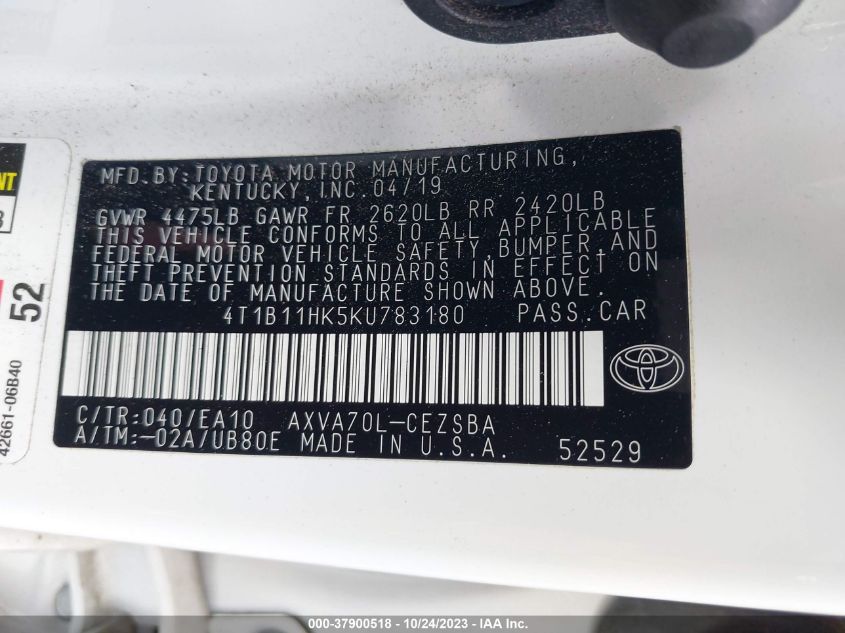 MFD.BY:TOYOTA MOTOR MANUFACTURING,
KENTUCKY,INC.04/19
GVWR 4475LB GAWR FR 2620LB RR 2420LB
THIS VEHICLE CONFORMS TO ALL APPLICABLE
FEDERAL MOTOR VEHICLE SAFETY,BUMPER,AND
THEFT PREVENTION STANDARDS IN EFFECT ON
THE DATE OF MANUFACTURE SHOWN ABOVE.
4T1B11HK5KU783180 PASS.CAR
C/TR:040/EA10 AXVA70L-CEZSBA
A/TM:-02A/UB80E MADE IN U.S.A. 52529
52
42661-06B40
000-37900518 - 10/24/2023 - IAA Inc.